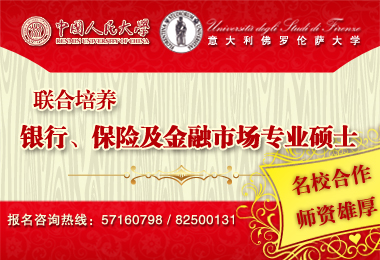 中国人民大学
RENMIN UNIVERSITY OF CHINA
Università degli Studi di Firenze
意大利佛罗伦萨大学
联合培养
银行、保险及金融市场专业硕士
名校合作
师资雄厚
报名咨询热线：57160798 / 82500131